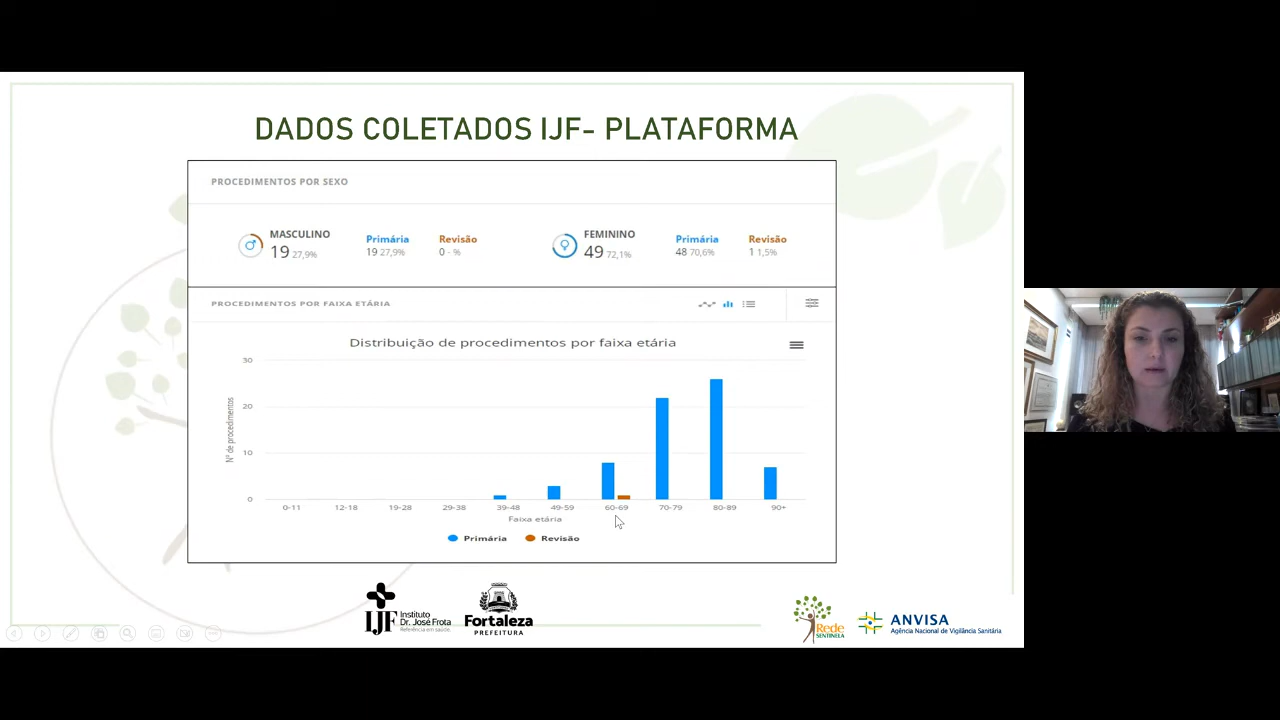 DADOS COLETADOS IJF- PLATAFORMA
PROCEDIMENTOS POR SEXO
MASCULINO
19 27,9%
Primária
19 27,9%
Revisão
0 - %
FEMININO
49 72,1%
Primária
48 70,6%
Revisão
1 1,5%
PROCEDIMENTOS POR FAIXA ETÁRIA
Distribuição de procedimentos por faixa etária
Nº de procedimentos
30
20
10
0
0-11 12-18 19-28 29-38 39-48 49-59 60-69 70-79 80-89 90+
Faixa etária
Primária Revisão
IJF
Instituto
Dr. José Frota
Referência em saúde.
Fortaleza
PREFEITURA
Rede
SENTINELA
ANVISA
Agência Nacional de Vigilância Sanitária